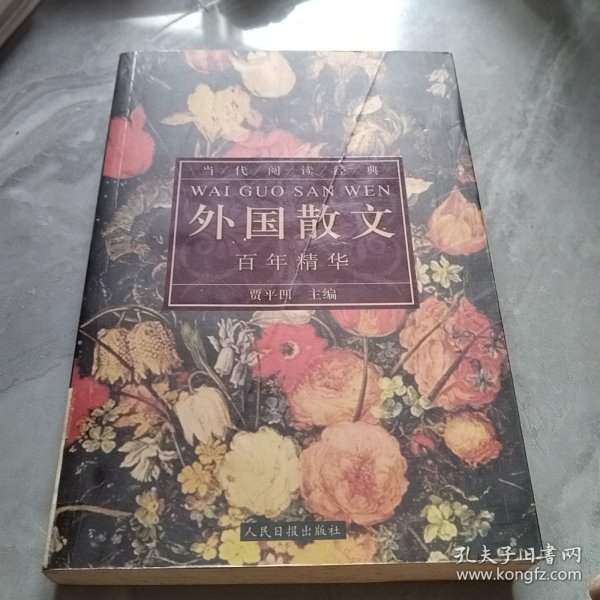 当/代/阅/读/经/典
WAI GUO SAN WEN
外国散文
百年精华
贾平凹 主编
人民日报出版社
孔夫子旧书网
www.kongfz.com